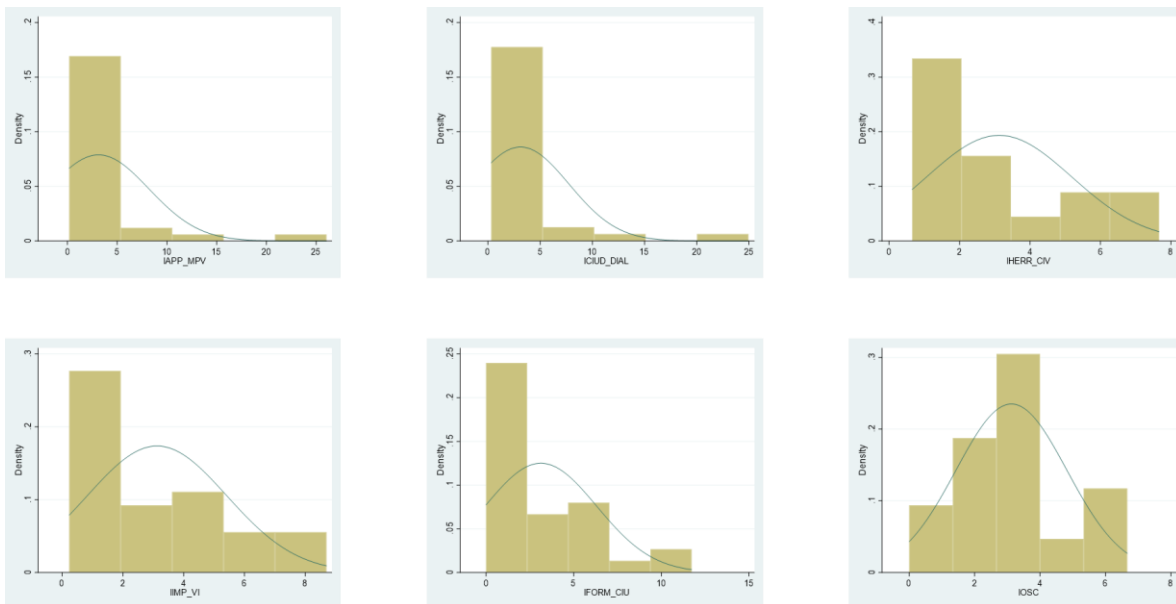 .2
.15
.1
.05
0
Density
0 5 10 15 20 25
IAPP_MPV
.2
.15
.1
.05
0
Density
0 5 10 15 20 25
ICIUD_DIAL
.4
.3
.2
.1
0
Density
0 2 4 6 8
IHERR_CIV
.3
.2
.1
0
Density
0 2 4 6 8
IIMP_VI
.25
.2
.15
.1
.05
0
Density
0 5 10 15
IFORM_CIU
.3
.2
.1
0
Density
0 2 4 6 8
IOSC